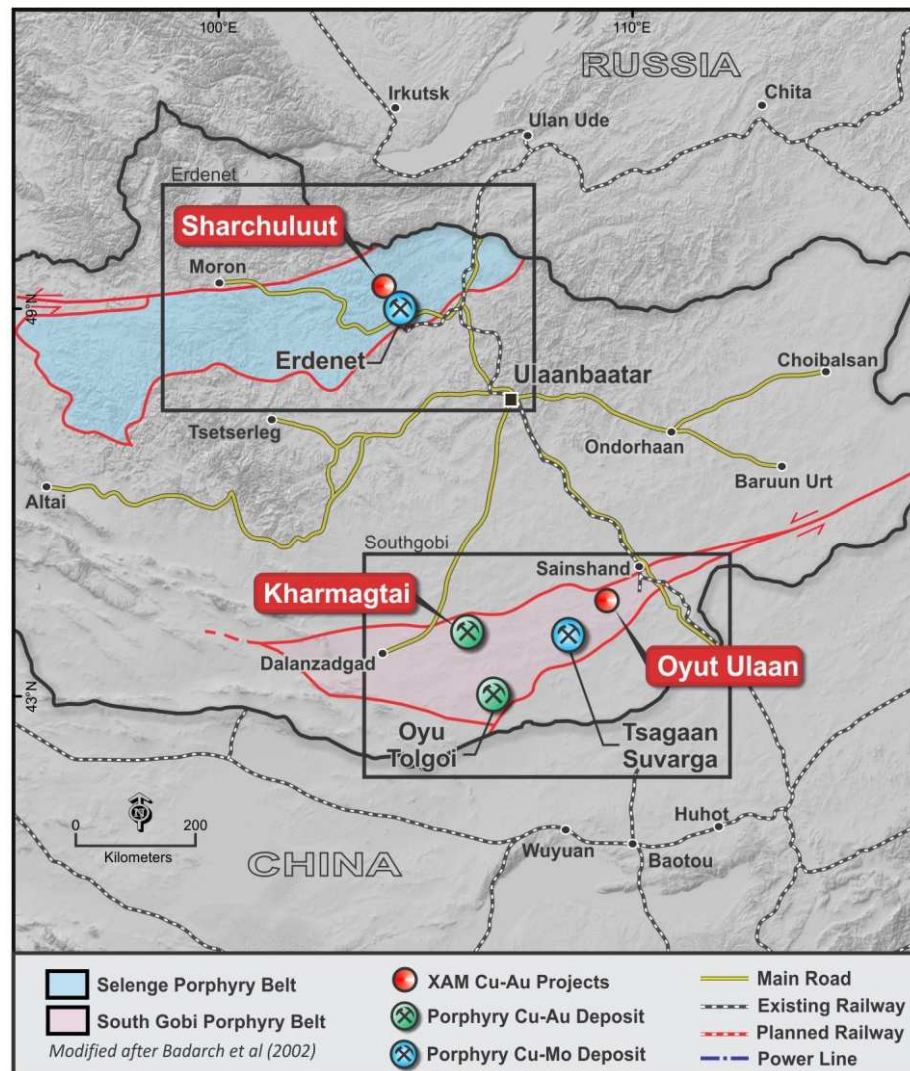 100°E
110°E
RUSSIA
Irkutsk
Chita
Ulan Ude
Erdenet
Sharchuluut
Moron
49°N
Erdenet
Choibalsan
Ulaanbaatar
Tsetserleg
Ondorhaan
Baruun Urt
Altai
Southgobi
Sainshand
Kharmagtai
Dalanzadgad
Oyut Ulaan
43°N
Oyu
Tolgoi
Tsagaan
Suvarga
N
0 200
Kilometers
Huhot
Wuyuan
Baotou
CHINA
Selenge Porphyry Belt
South Gobi Porphyry Belt
Modified after Badarch et al (2002)
XAM Cu-Au Projects
Porphyry Cu-Au Deposit
Porphyry Cu-Mo Deposit
Main Road
Existing Railway
Planned Railway
Power Line